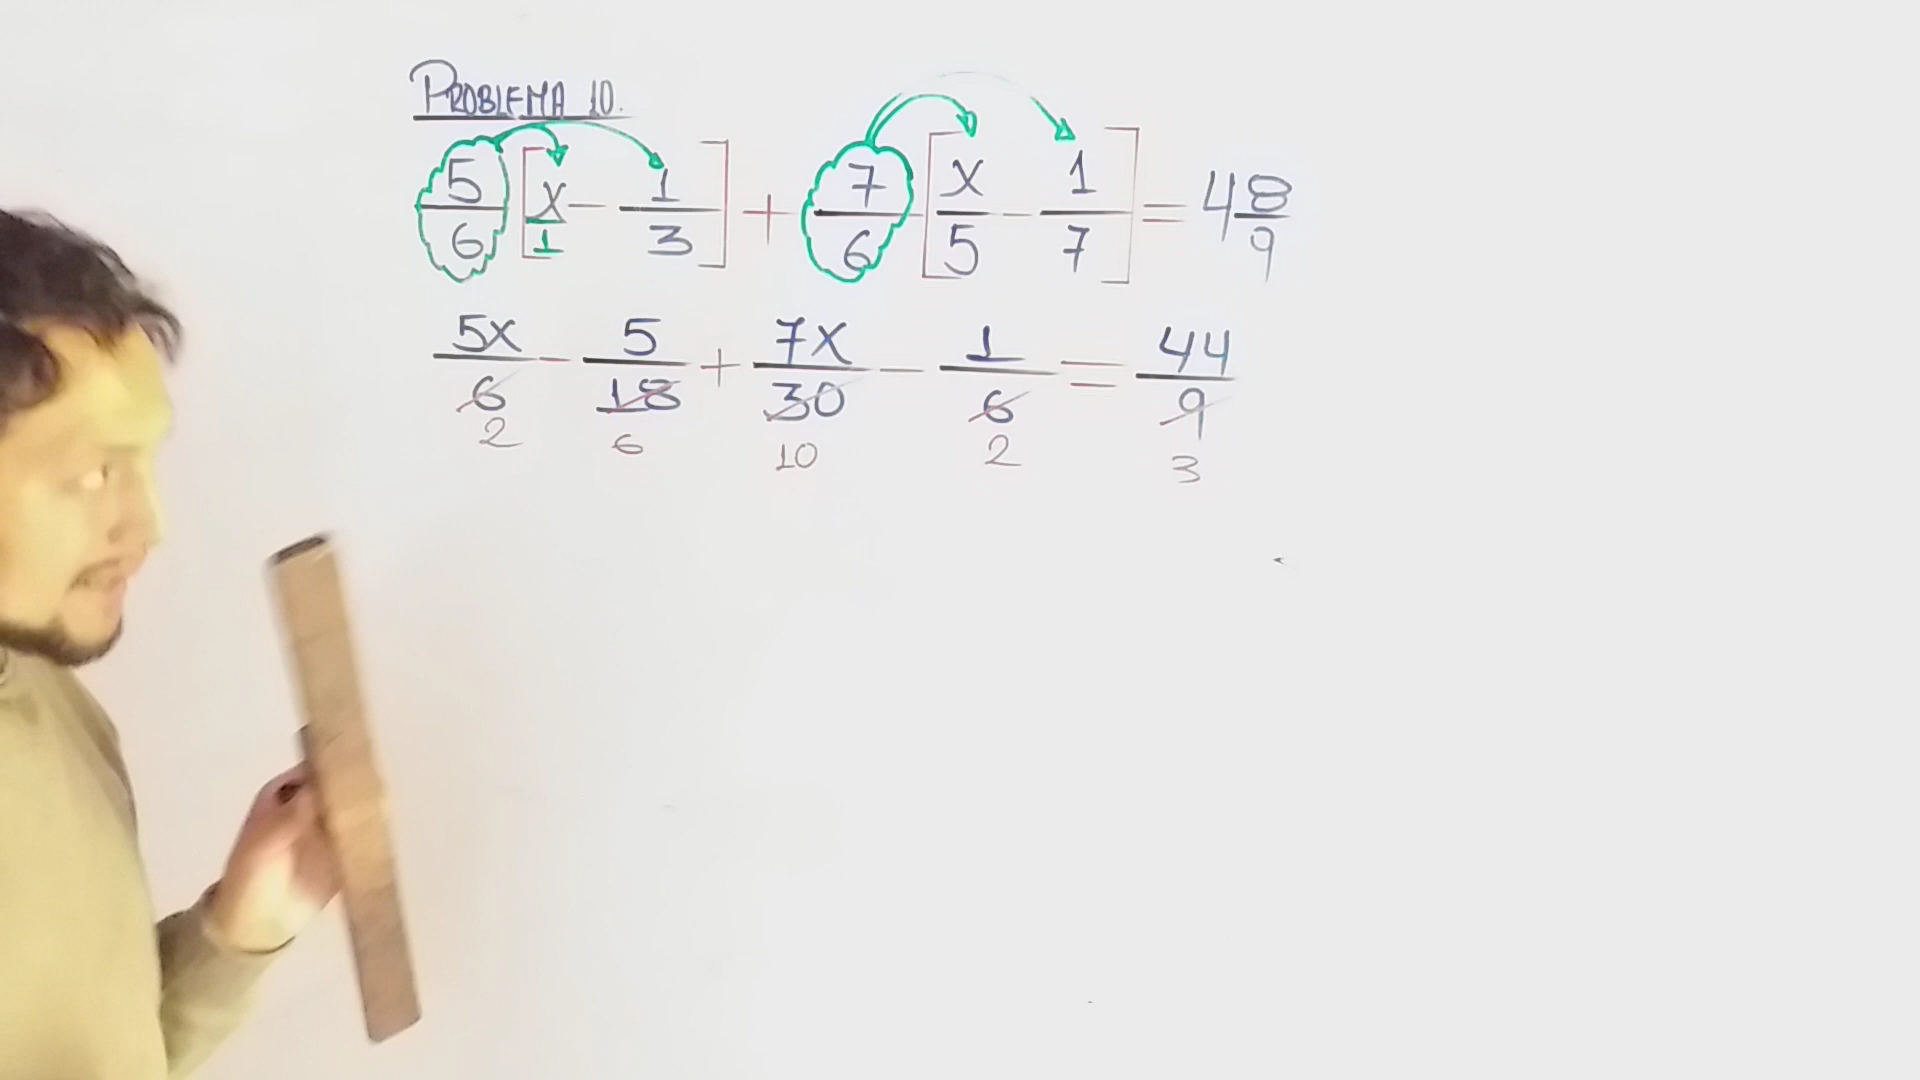 PROBLEMA 10.
5/6 [x/1 - 1/3] + 7/6 [x/5 - 1/7] = 4 8/9
5x/6 - 5/18 + 7x/30 - 1/6 = 44/9
2 6 10 2 3